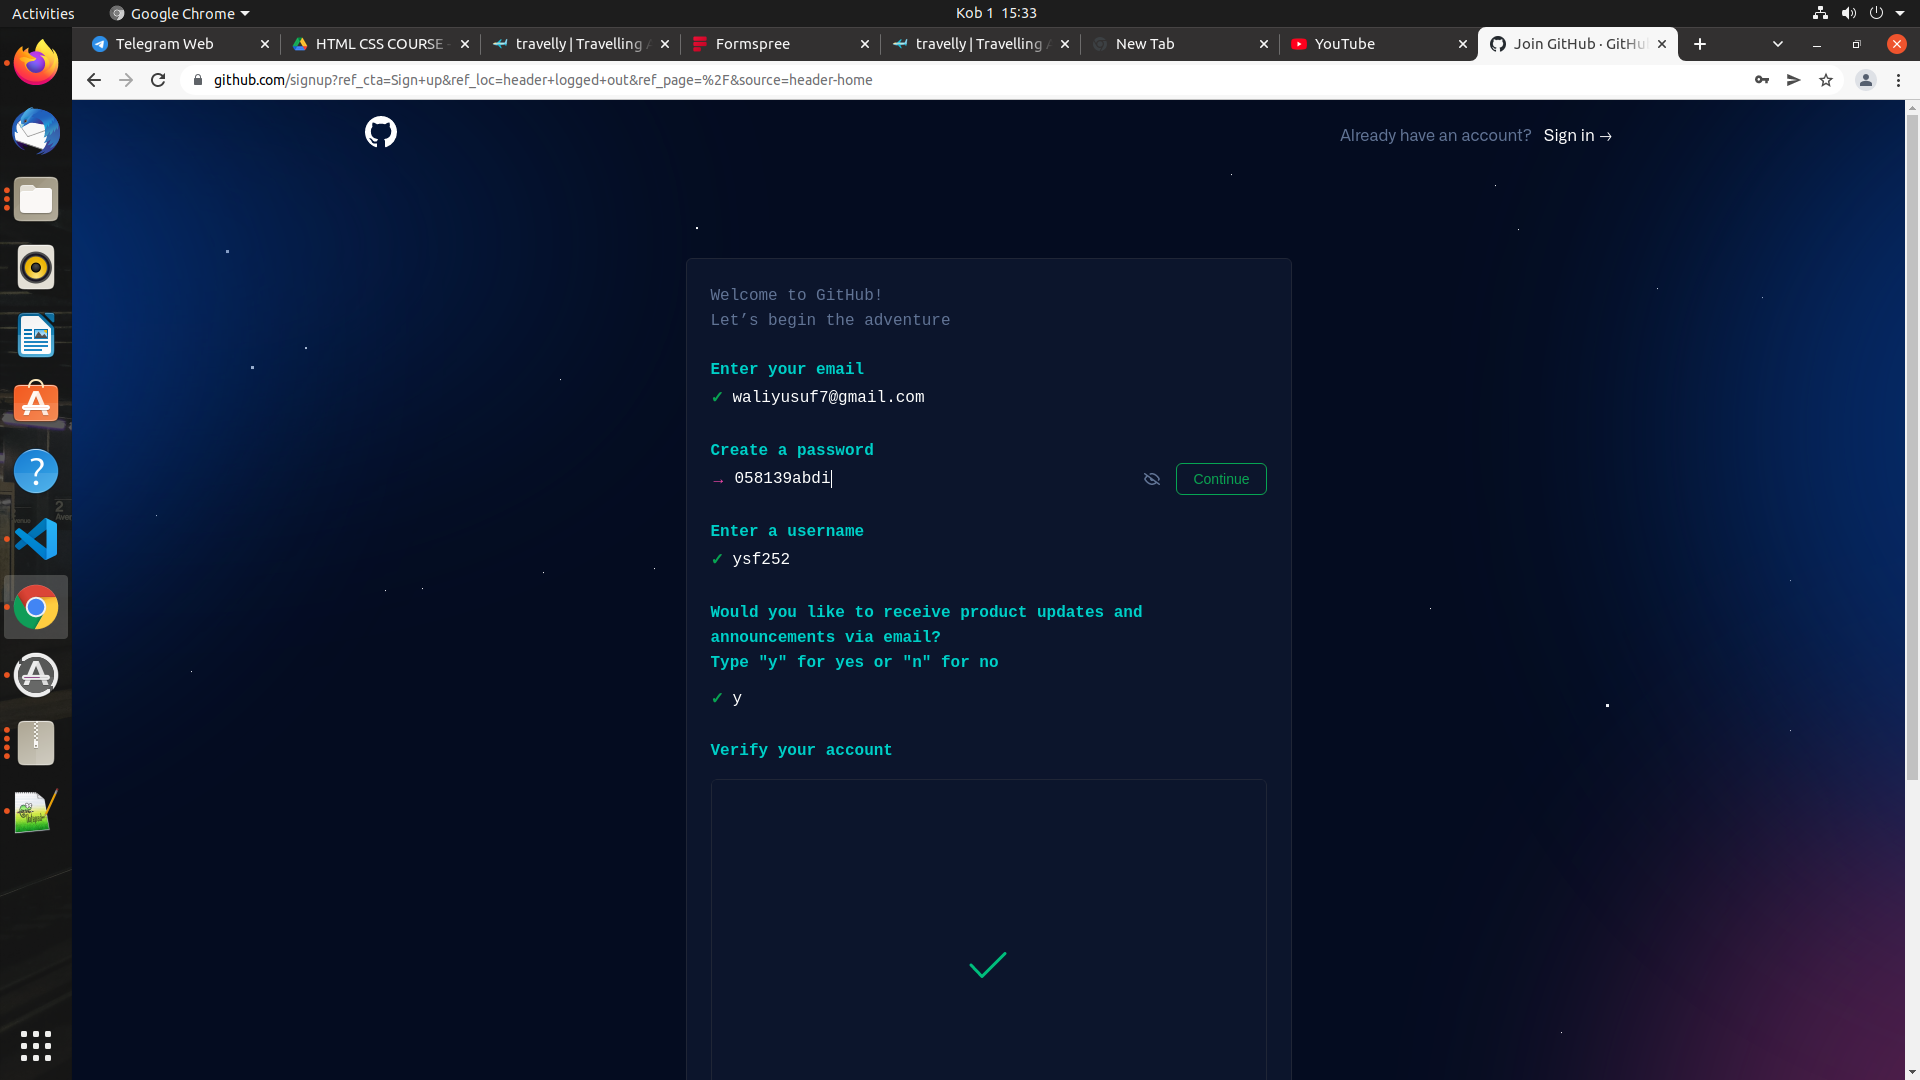 Activities
Google Chrome
Kob 1 15:33
Telegram Web
HTML CSS COURSE
travelly | Travelling A
Formspree
travelly | Travelling A
New Tab
YouTube
Join GitHub · GitHu
github.com/signup?ref_cta=Sign+up&ref_loc=header+logged+out&ref_page=%2F&source=header-home
Already have an account? Sign in →
Welcome to GitHub!
Let’s begin the adventure
Enter your email
✓ waliyusuf7@gmail.com
Create a password
→ 058139abdi
Continue
Enter a username
✓ ysf252
Would you like to receive product updates and
announcements via email?
Type "y" for yes or "n" for no
✓ y
Verify your account